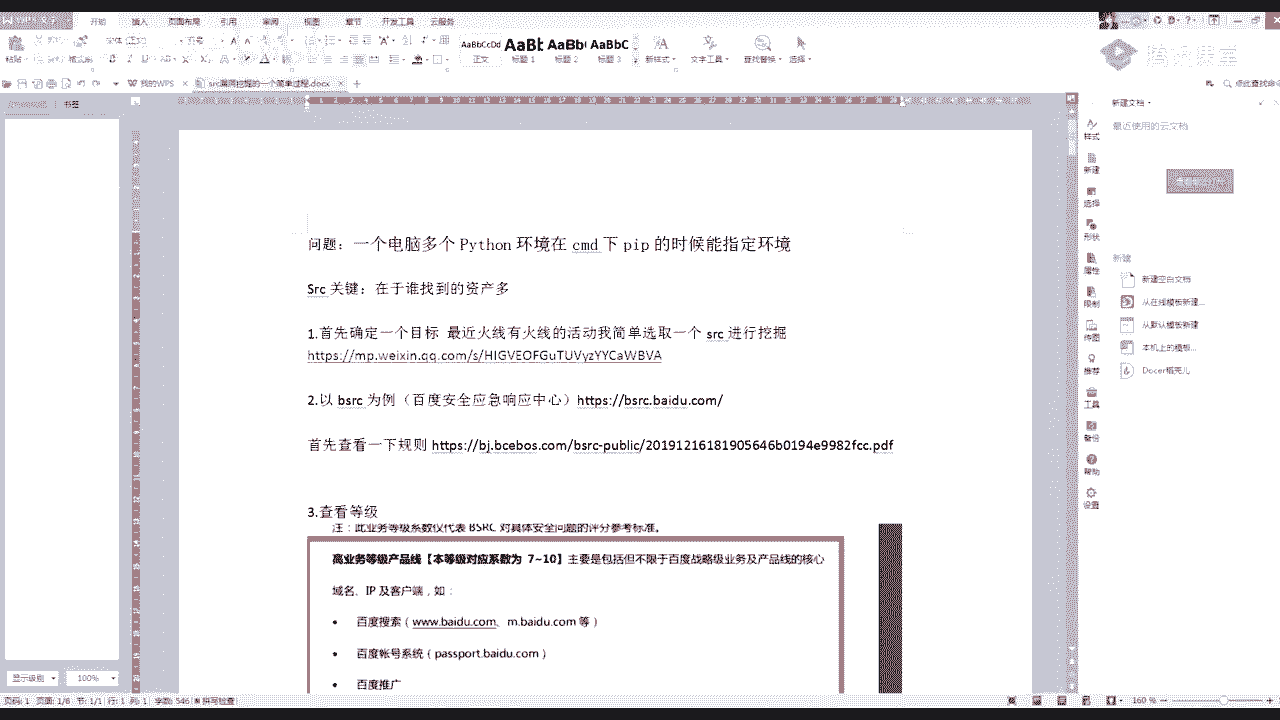 开始 插入 页面布局 引用 审阅 视图 章节 开发工具 云服务
AaBbCcDd AaBb AaBb AaBbC
正文 标题 2 标题 3 新样式 文字工具 查找替换 选择
我的WPS src漏洞挖掘的一个简单过程.docx 点此查找命令
书签 新建文档
样式 最近使用的云文档
新建
选择
形状
属性 新建
新建空白文档
限制 从在线模板新建...
传图 从默认模板新建
推荐 本机上的模板...
Docer稻壳儿
工具
备份
帮助
设置
问题：一个电脑多个 Python 环境在 cmd 下 pip 的时候能指定环境
Src 关键：在于谁找到的资产多
1.首先确定一个目标 最近火线有火线的活动我简单选取一个 src 进行挖掘
https://mp.weixin.qq.com/s/HIGVEOFGuTUVyzYYCaWBVA
2.以 bsrc 为例（百度安全应急响应中心）https://bsrc.baidu.com/
首先查看一下规则 https://bj.bcebos.com/bsrc-public/20191216181905646b0194e9982fcc.pdf
3.查看等级
注：此业务等级系数仅代表 BSRC 对具体安全问题的评分参考标准。
高业务等级产品线【本等级对应系数为 7~10】主要是包括但不限于百度战略级业务及产品线的核心
域名、IP 及客户端，如：
• 百度搜索（www.baidu.com、m.baidu.com 等）
• 百度帐号系统（passport.baidu.com）
• 百度推广
显示级别 100%
页码: 1 页面: 1/6 节: 1/1 行: 1 列: 1 字数: 546 拼写检查 160 %